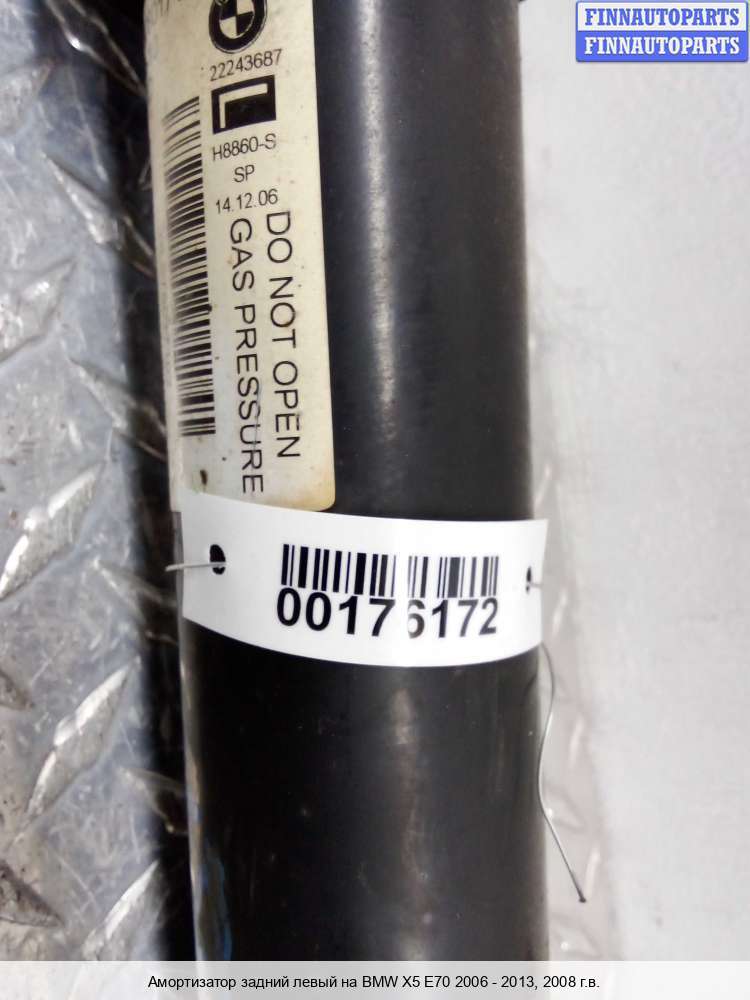 FINNAUTOPARTS
FINNAUTOPARTS
22243687
H8860-S
SP
14.12.06
DO NOT OPEN
GAS PRESSURE
00176172
Амортизатор задний левый на BMW X5 E70 2006 - 2013, 2008 г.в.